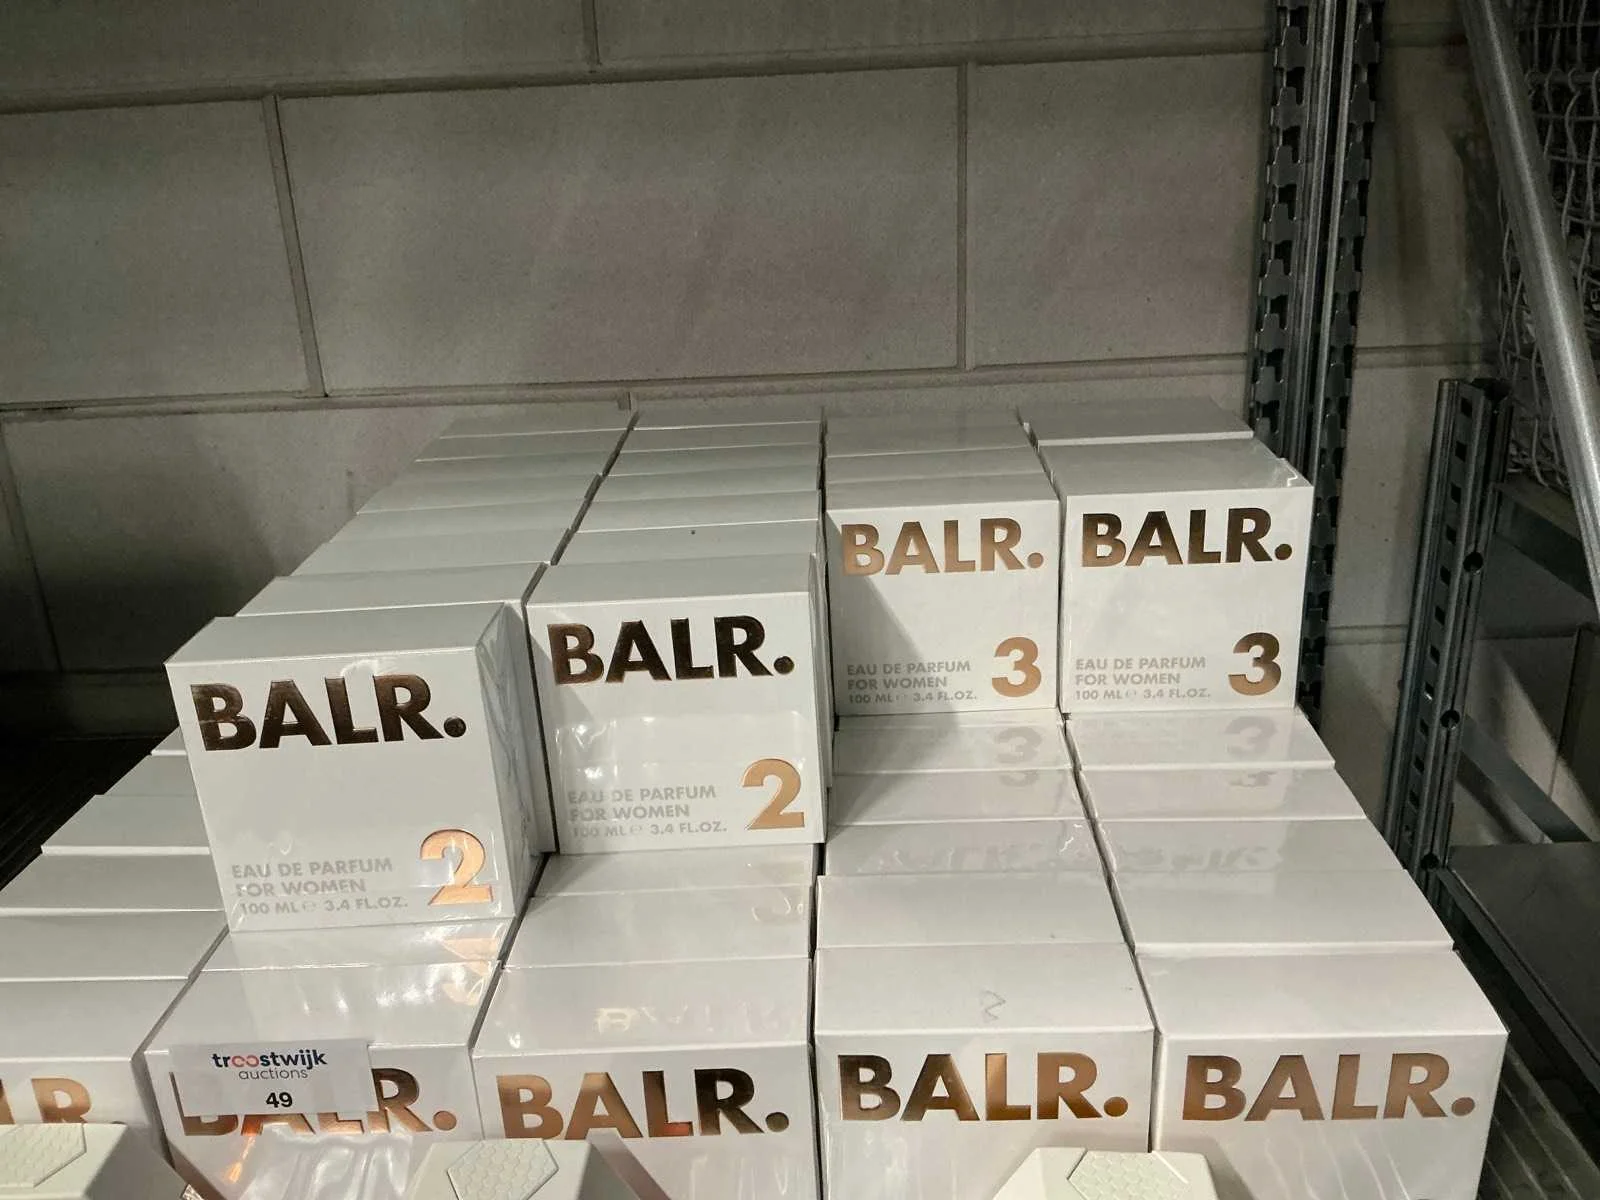 BALR.
3
EAU DE PARFUM
FOR WOMEN
100 ML ℮ 3.4 FL.OZ.
BALR.
3
EAU DE PARFUM
FOR WOMEN
100 ML ℮ 3.4 FL.OZ.
BALR.
2
EAU DE PARFUM
FOR WOMEN
100 ML ℮ 3.4 FL.OZ.
BALR.
2
EAU DE PARFUM
FOR WOMEN
100 ML ℮ 3.4 FL.OZ.
troostwijk
auctions
49
BALR.
BALR.
BALR.
BALR.